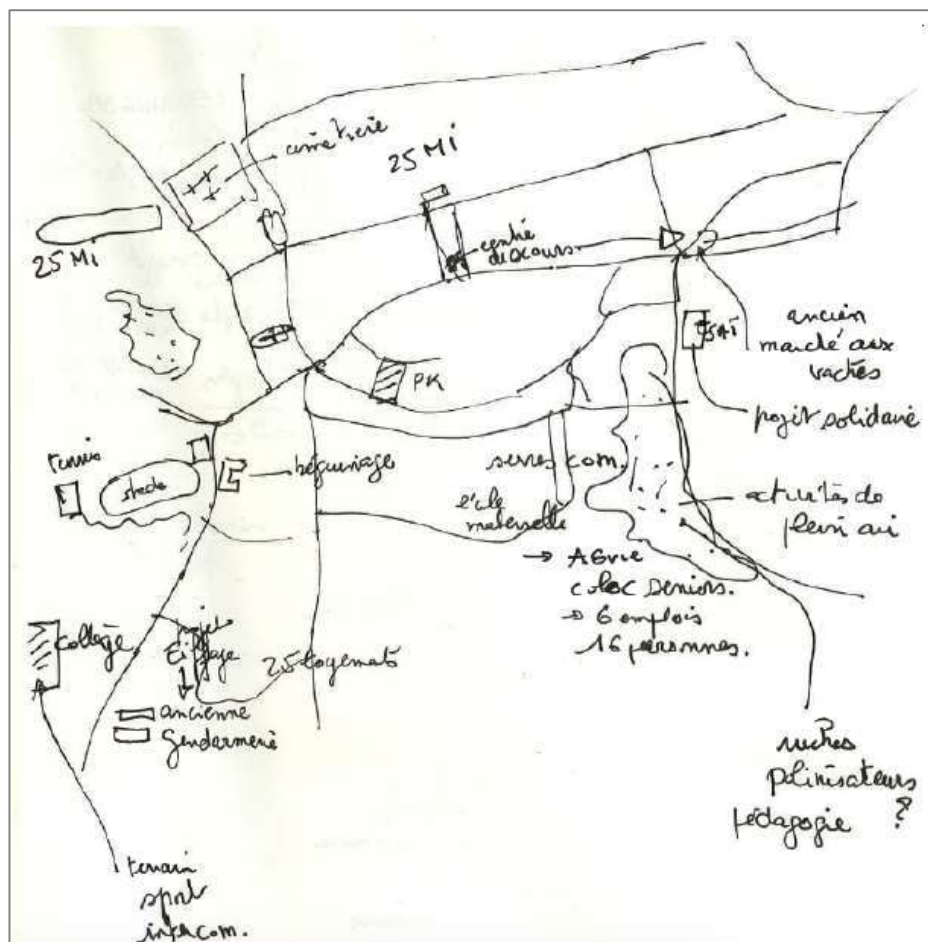 cimetière
25 Mi
25 Mi
centre
de secours.
PK
ancien
marché aux
vaches
projet solidaire
tennis
stade
béguinage
serres com.
école
maternelle
activités de
plein air
→ AGvie
coloc seniors.
→ 6 emplois
16 personnes.
collège
projet
Eiffage
25 logements
ancienne
Gendarmerie
ruches
polinisateurs
pédagogie ?
terrain
sport
intercom.